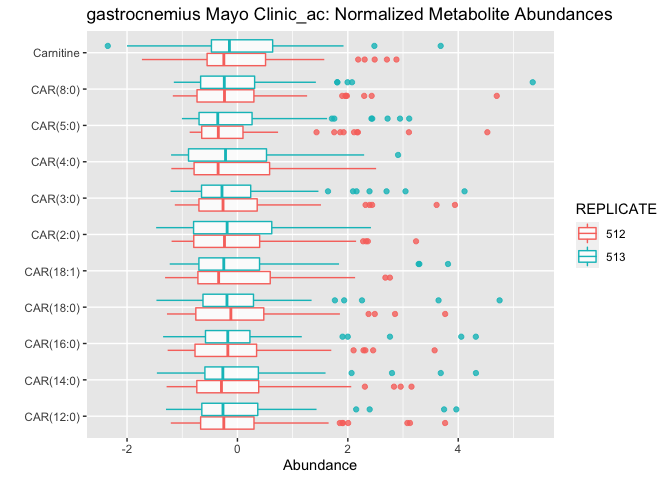 gastrocnemius Mayo Clinic_ac: Normalized Metabolite Abundances
Carnitine
CAR(8:0)
CAR(5:0)
CAR(4:0)
CAR(3:0)
CAR(2:0)
CAR(18:1)
CAR(18:0)
CAR(16:0)
CAR(14:0)
CAR(12:0)
-2 0 2 4
Abundance
REPLICATE
512
513